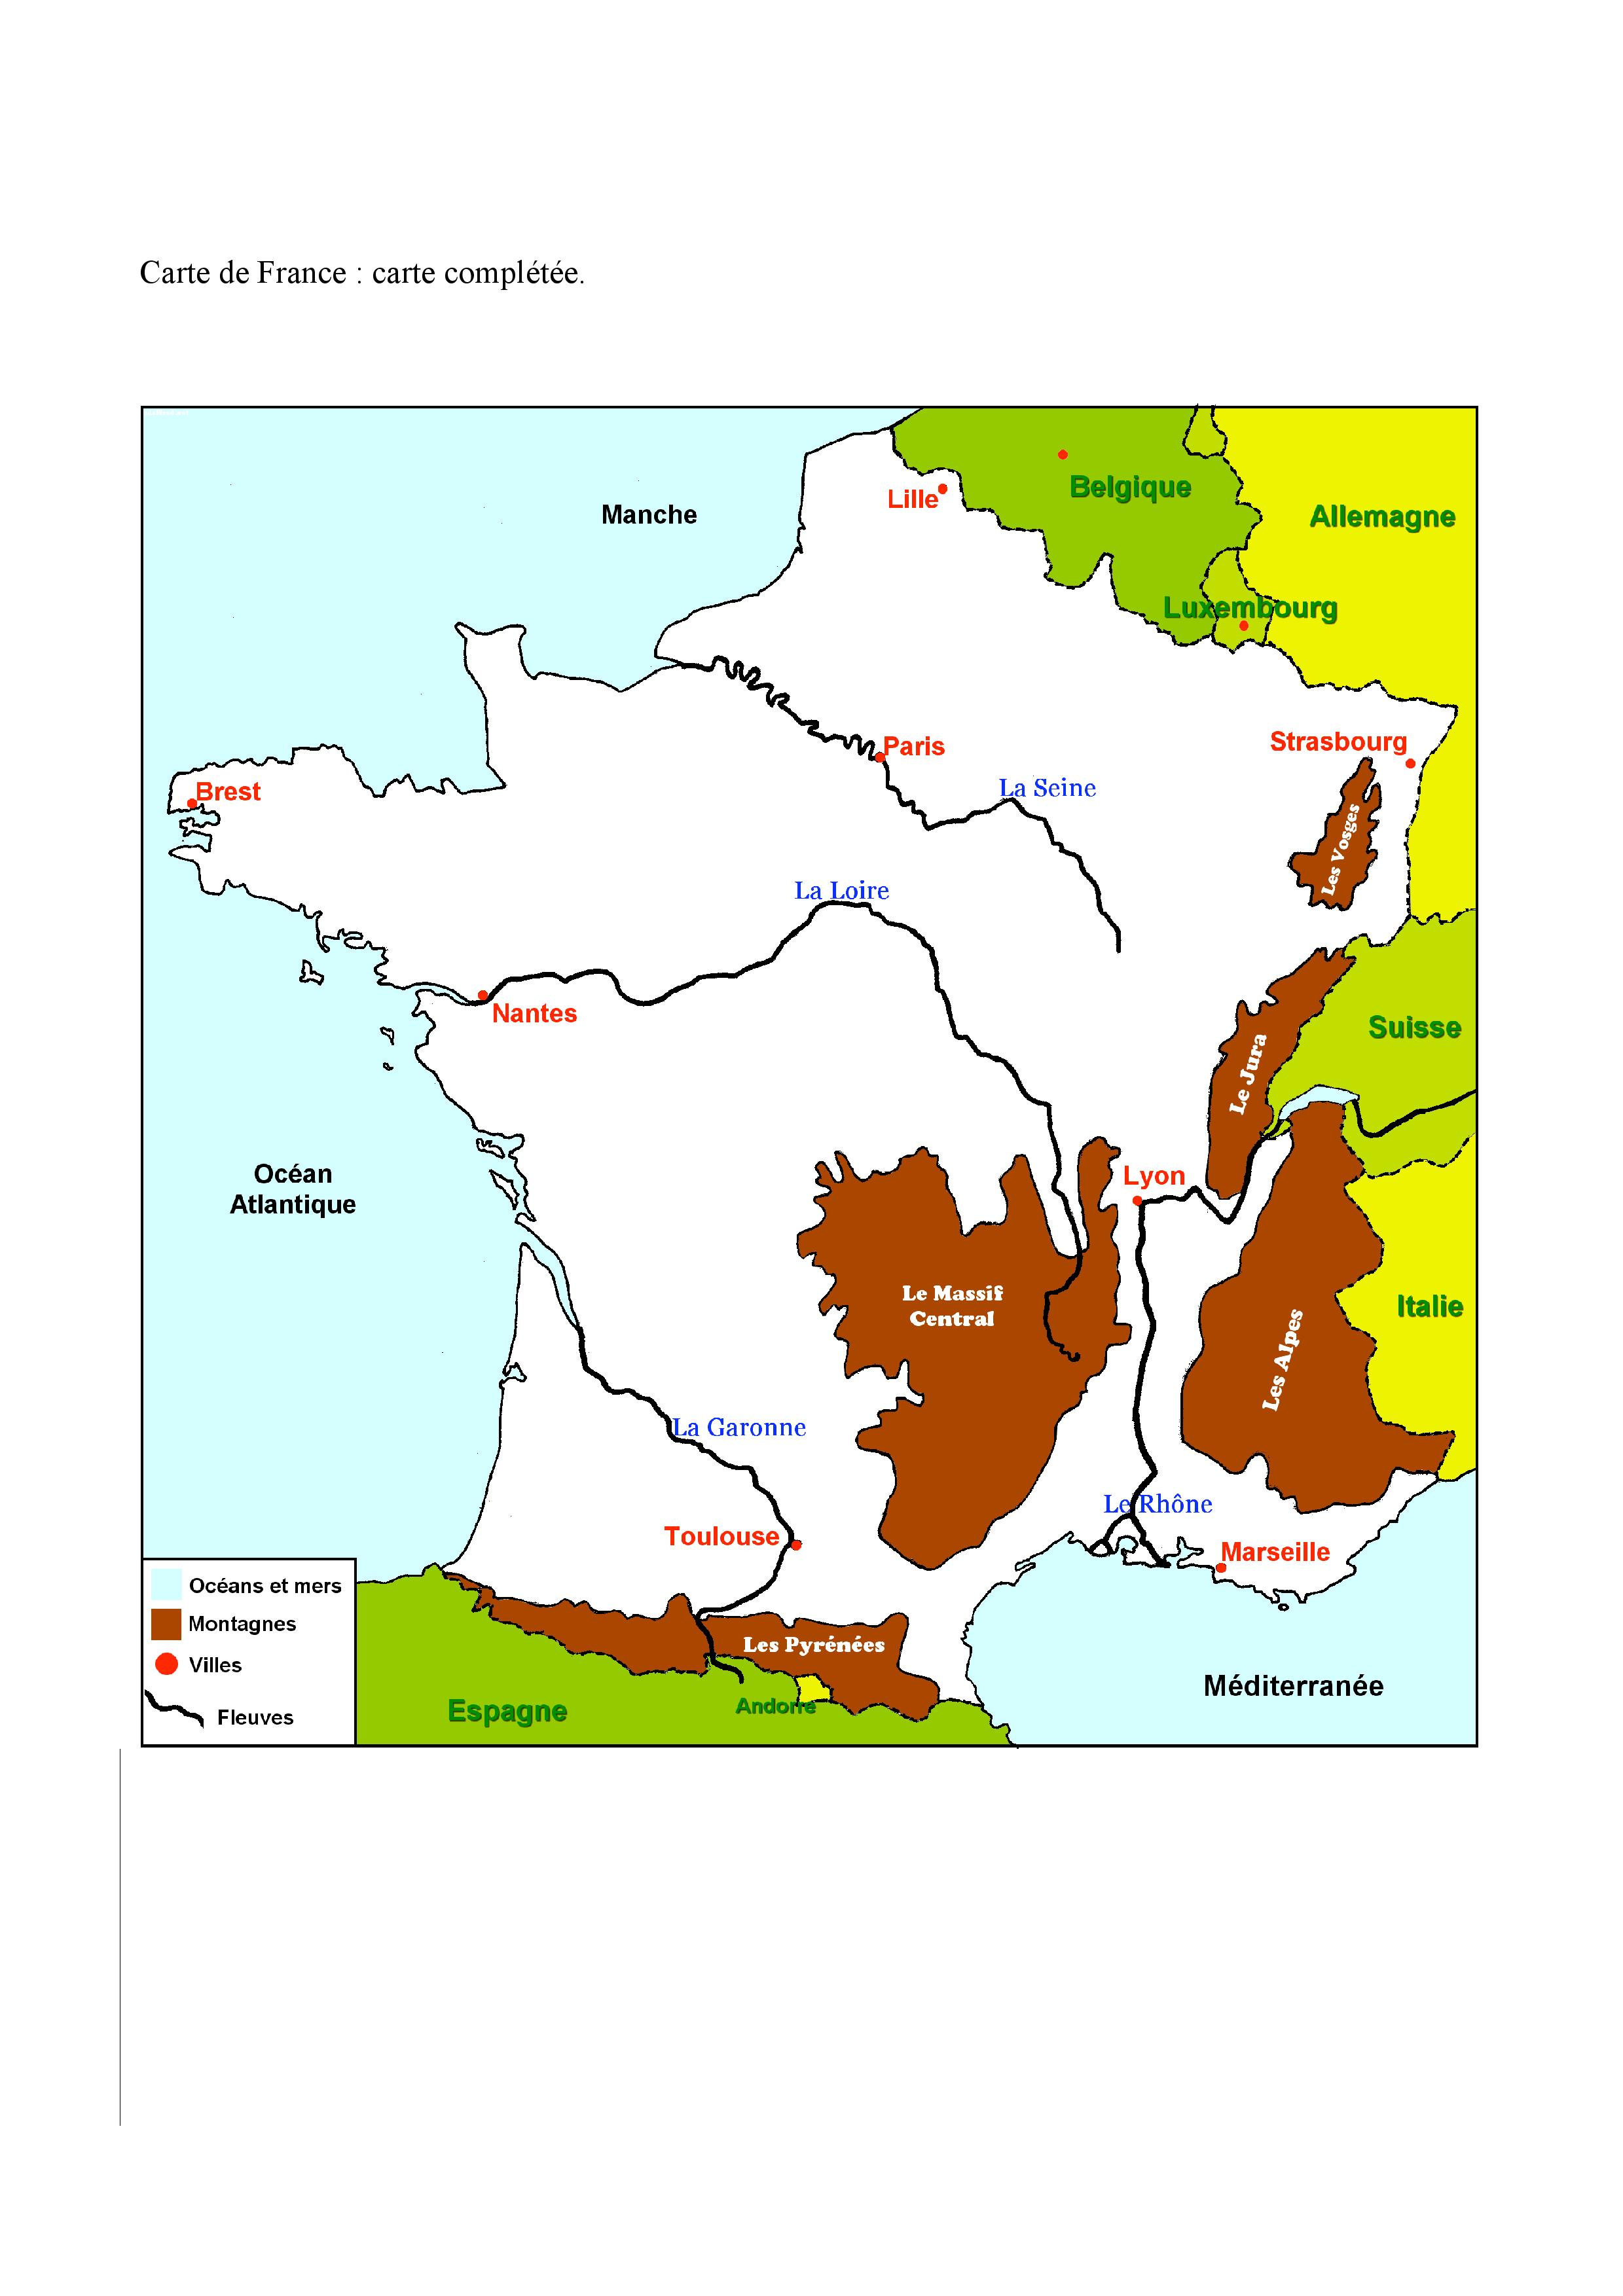 Carte de France : carte complétée.
Manche
Lille
Belgique
Allemagne
Luxembourg
Paris
Strasbourg
Brest
La Seine
Les Vosges
La Loire
Nantes
Suisse
Le Jura
Océan
Atlantique
Lyon
Le Massif
Central
Italie
Les Alpes
La Garonne
Le Rhône
Toulouse
Marseille
Les Pyrénées
Méditerranée
Espagne
Andorre
Océans et mers
Montagnes
Villes
Fleuves